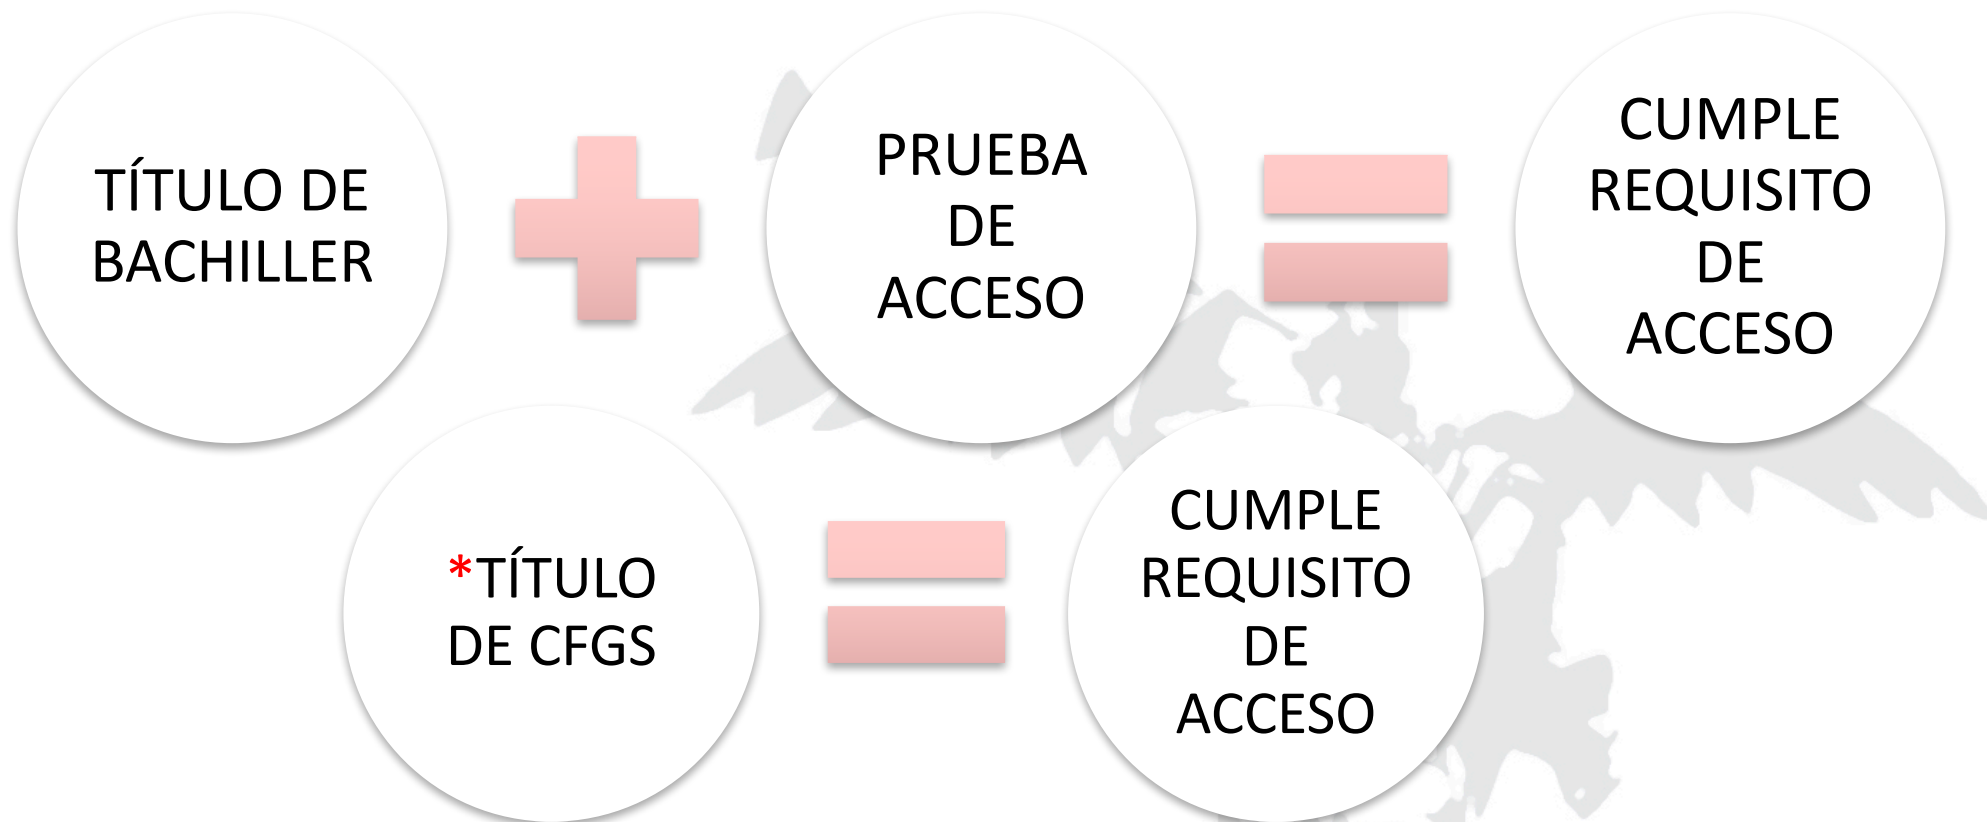 TÍTULO DE
BACHILLER
PRUEBA
DE
ACCESO
CUMPLE
REQUISITO
DE
ACCESO
*TÍTULO
DE CFGS
CUMPLE
REQUISITO
DE
ACCESO